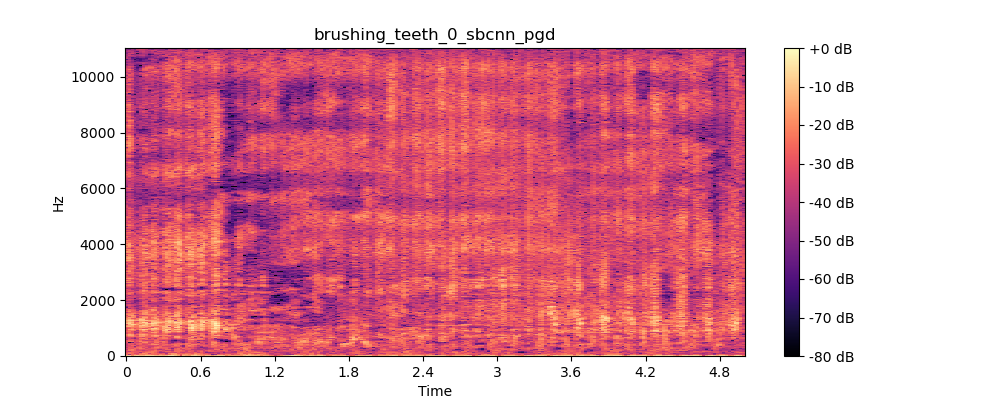 brushing_teeth_0_sbcnn_pgd
Hz
10000
8000
6000
4000
2000
0
0 0.6 1.2 1.8 2.4 3 3.6 4.2 4.8
Time
+0 dB
-10 dB
-20 dB
-30 dB
-40 dB
-50 dB
-60 dB
-70 dB
-80 dB